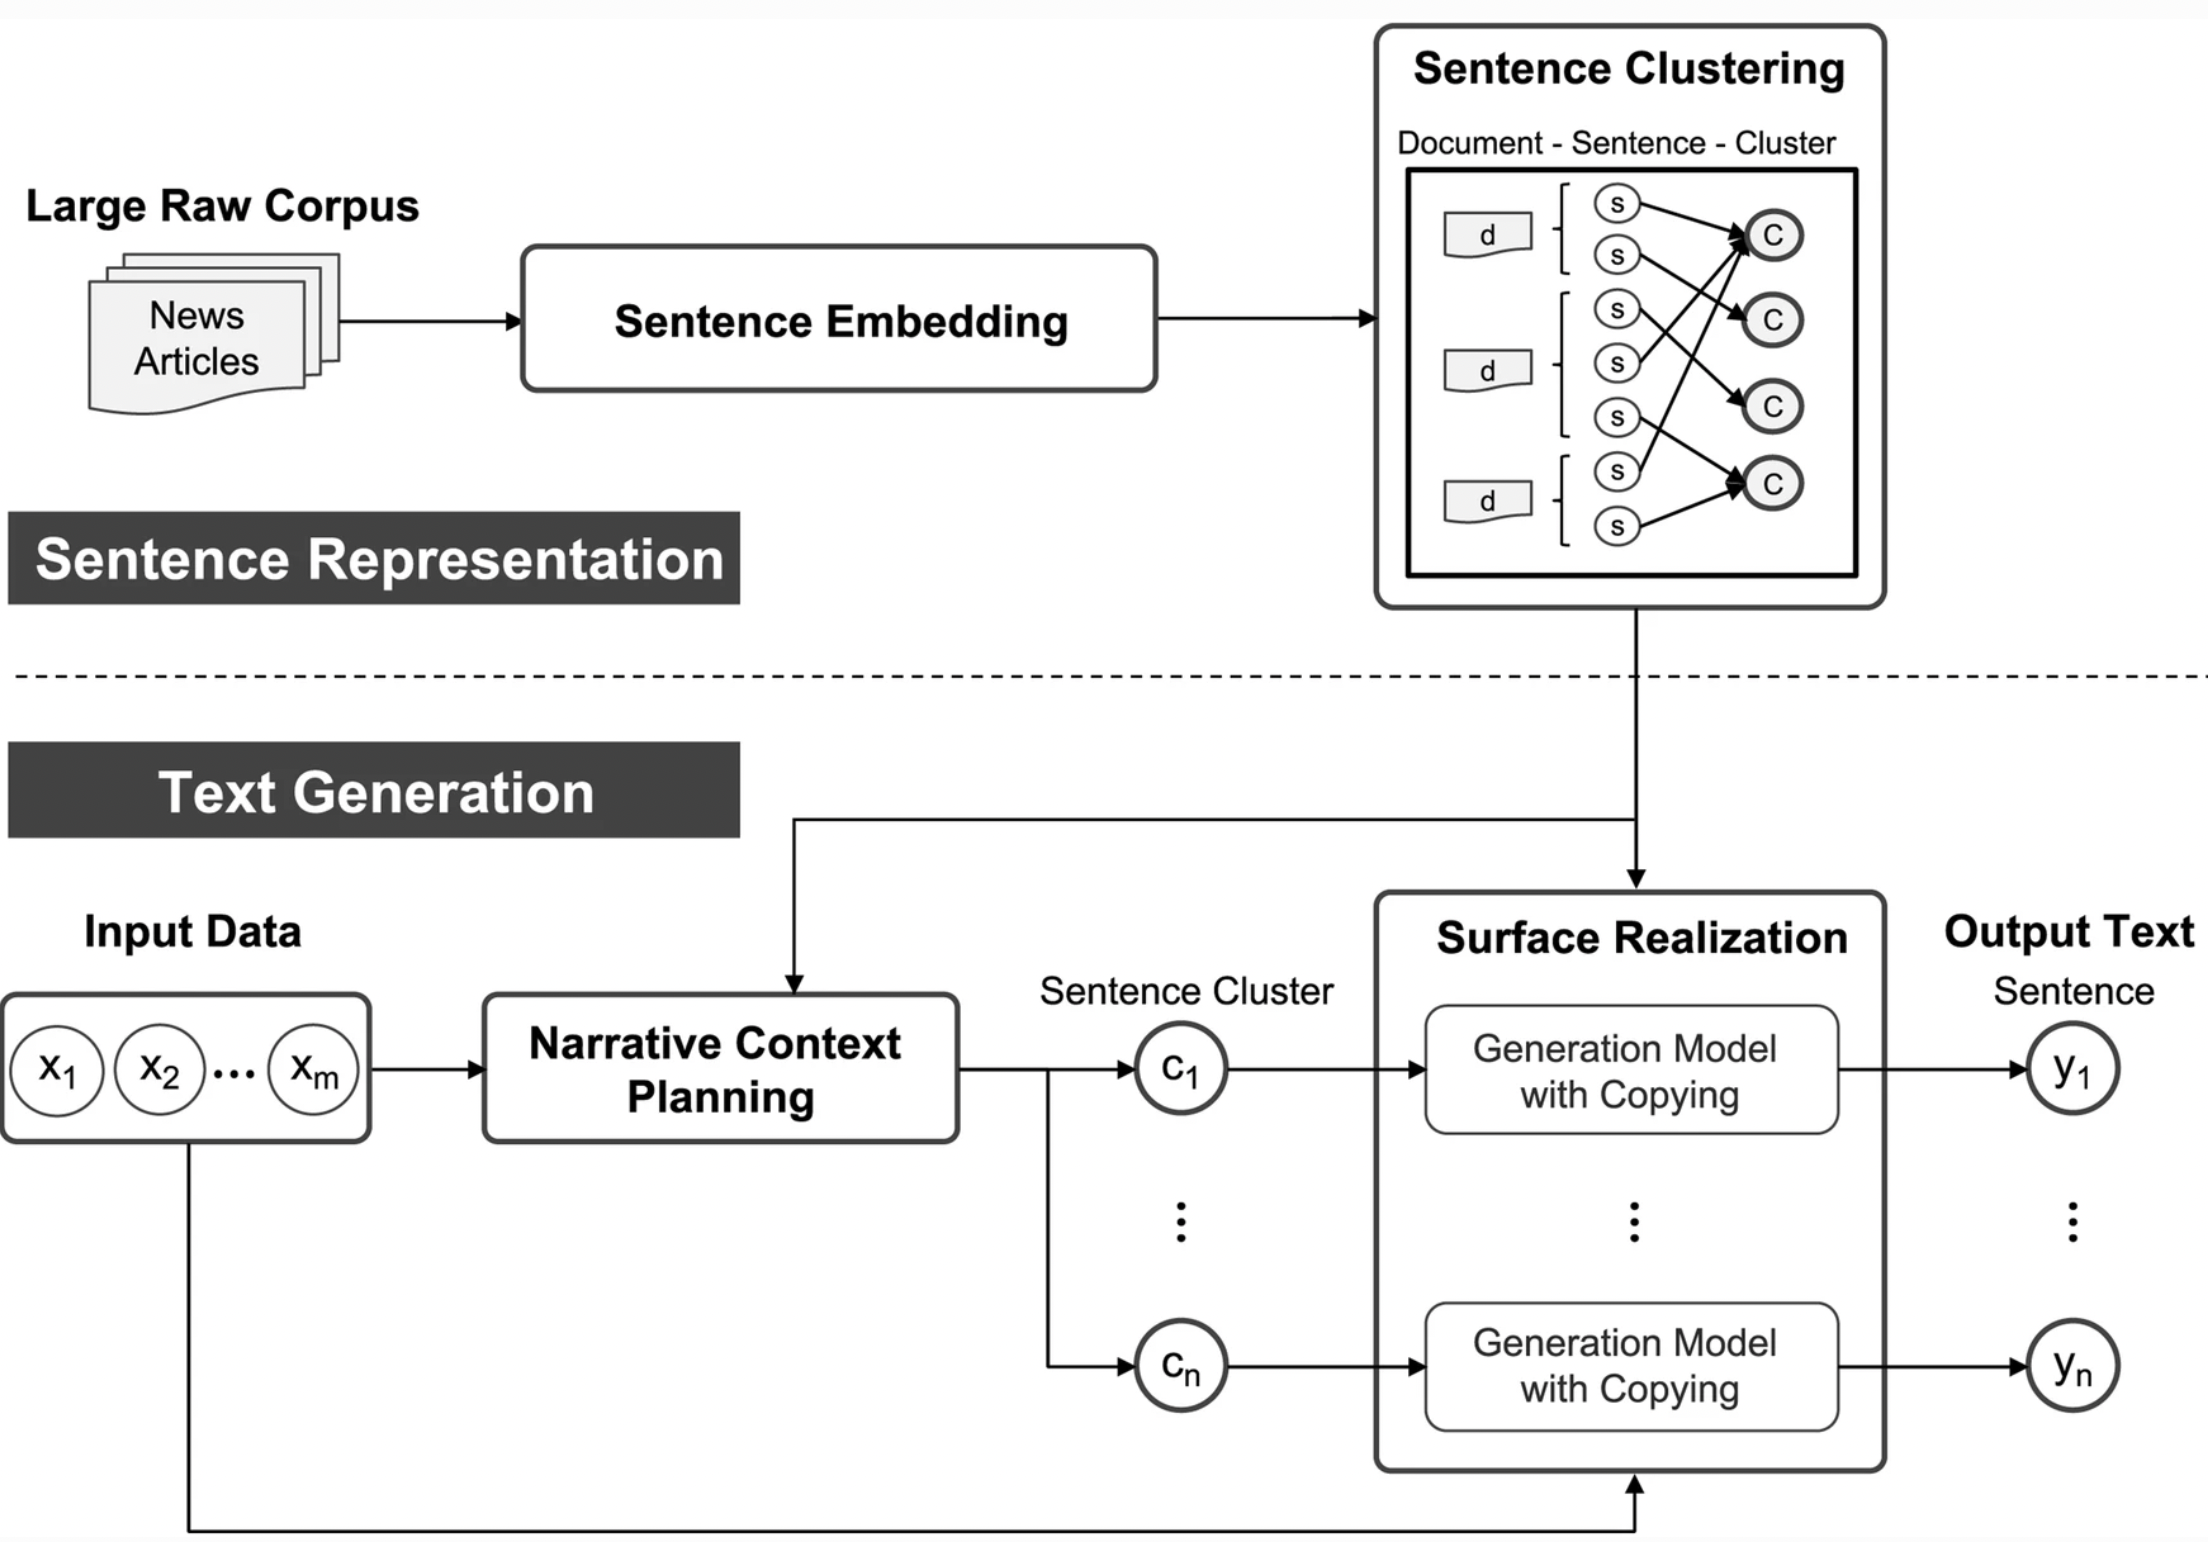 Sentence Clustering
Document - Sentence - Cluster
Large Raw Corpus
News
Articles
Sentence Embedding
d
s
s
d
s
s
s
d
s
s
C
C
C
C
Sentence Representation
Text Generation
Input Data
x1 x2 ... xm
Narrative Context
Planning
Sentence Cluster
c1
⋮
cn
Surface Realization
Generation Model
with Copying
⋮
Generation Model
with Copying
Output Text
Sentence
y1
⋮
yn